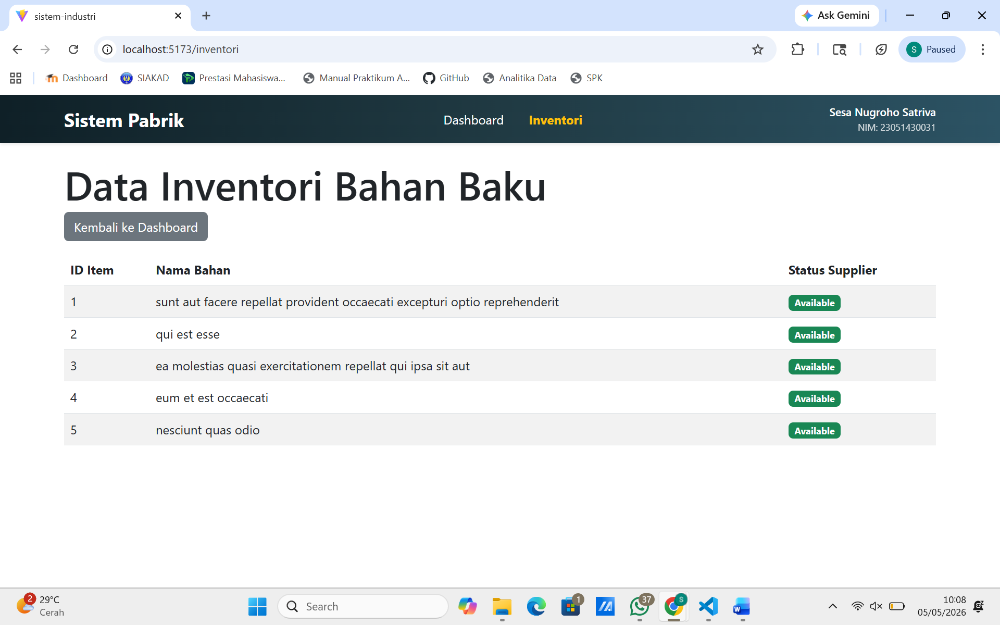 sistem-industri
Ask Gemini
localhost:5173/inventori
S
Paused
Dashboard
SIAKAD
Prestasi Mahasiswa...
Manual Praktikum A...
GitHub
Analitika Data
SPK
Sistem Pabrik
Dashboard
Inventori
Sesa Nugroho Satriva
NIM: 23051430031
Data Inventori Bahan Baku
Kembali ke Dashboard
ID Item Nama Bahan Status Supplier
1 sunt aut facere repellat provident occaecati excepturi optio reprehenderit Available
2 qui est esse Available
3 ea molestias quasi exercitationem repellat qui ipsa sit aut Available
4 eum et est occaecati Available
5 nesciunt quas odio Available
2
29°C
Cerah
Search
1
37
S
10:08
05/05/2026